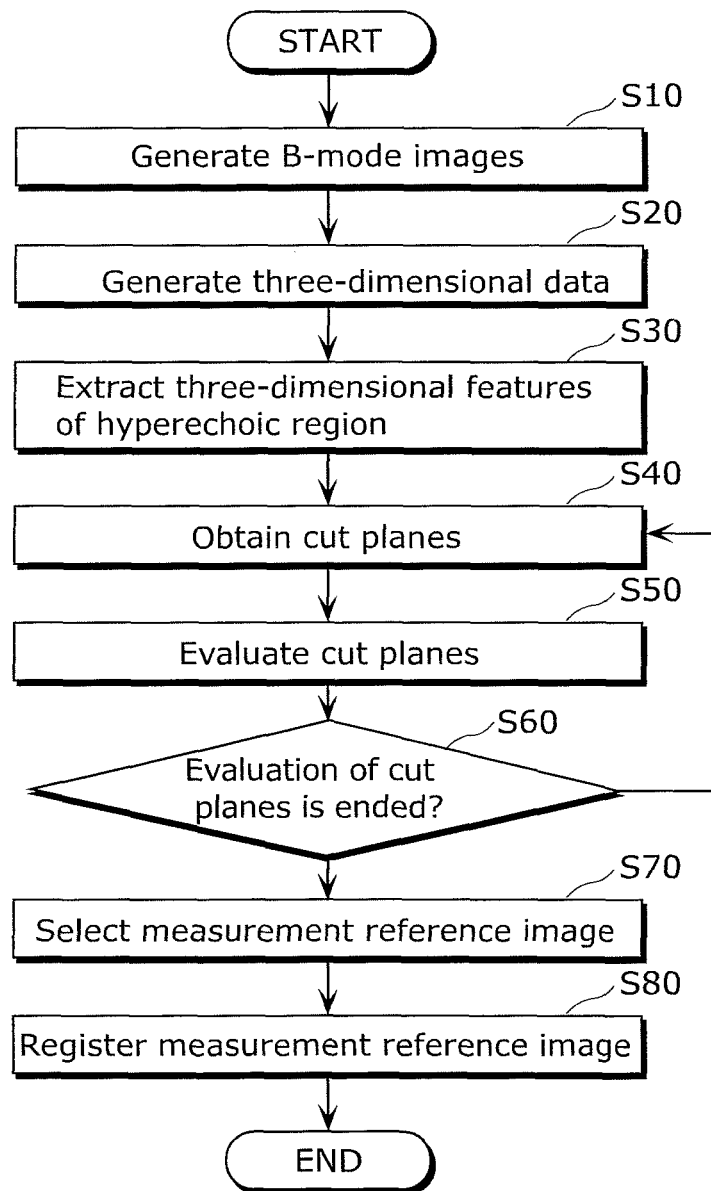 START
S10
Generate B-mode images
S20
Generate three-dimensional data
S30
Extract three-dimensional features
of hyperechoic region
S40
Obtain cut planes
S50
Evaluate cut planes
S60
Evaluation of cut
planes is ended?
S70
Select measurement reference image
S80
Register measurement reference image
END